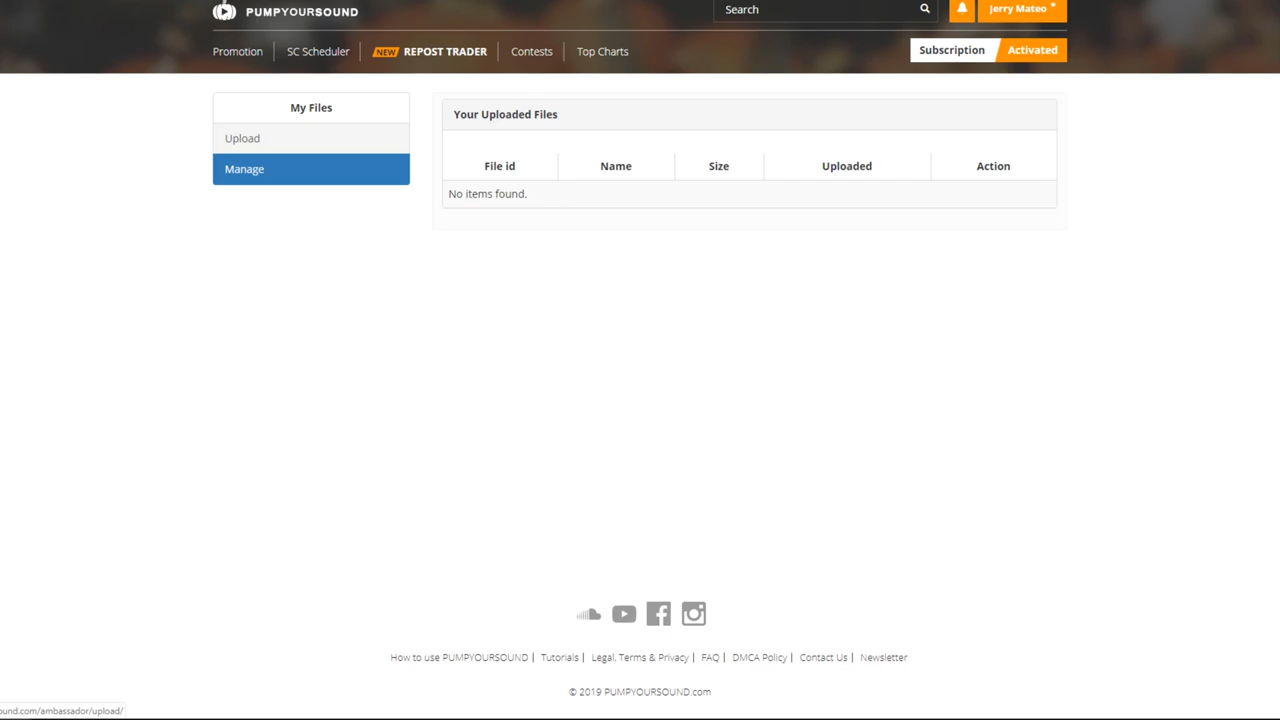 PUMPYOURSOUND
Search
Jerry Mateo
Promotion
SC Scheduler
NEW REPOST TRADER
Contests
Top Charts
Subscription
Activated
My Files
Upload
Manage
Your Uploaded Files
File id Name Size Uploaded Action
No items found.
How to use PUMPYOURSOUND | Tutorials | Legal, Terms & Privacy | FAQ | DMCA Policy | Contact Us | Newsletter
© 2019 PUMPYOURSOUND.com
ound.com/ambassador/upload/